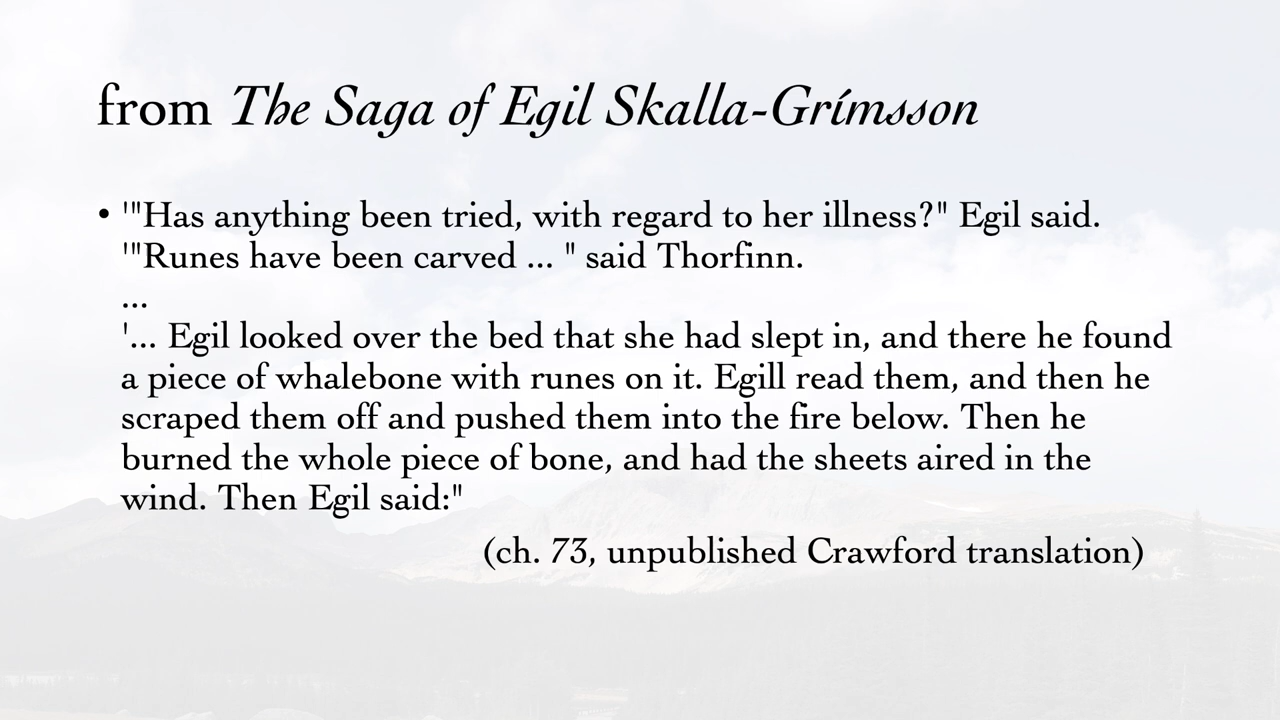 from The Saga of Egil Skalla-Grímsson
• '"Has anything been tried, with regard to her illness?" Egil said.
'"Runes have been carved ... " said Thorfinn.
...
'... Egil looked over the bed that she had slept in, and there he found
a piece of whalebone with runes on it. Egill read them, and then he
scraped them off and pushed them into the fire below. Then he
burned the whole piece of bone, and had the sheets aired in the
wind. Then Egil said:"
(ch. 73, unpublished Crawford translation)